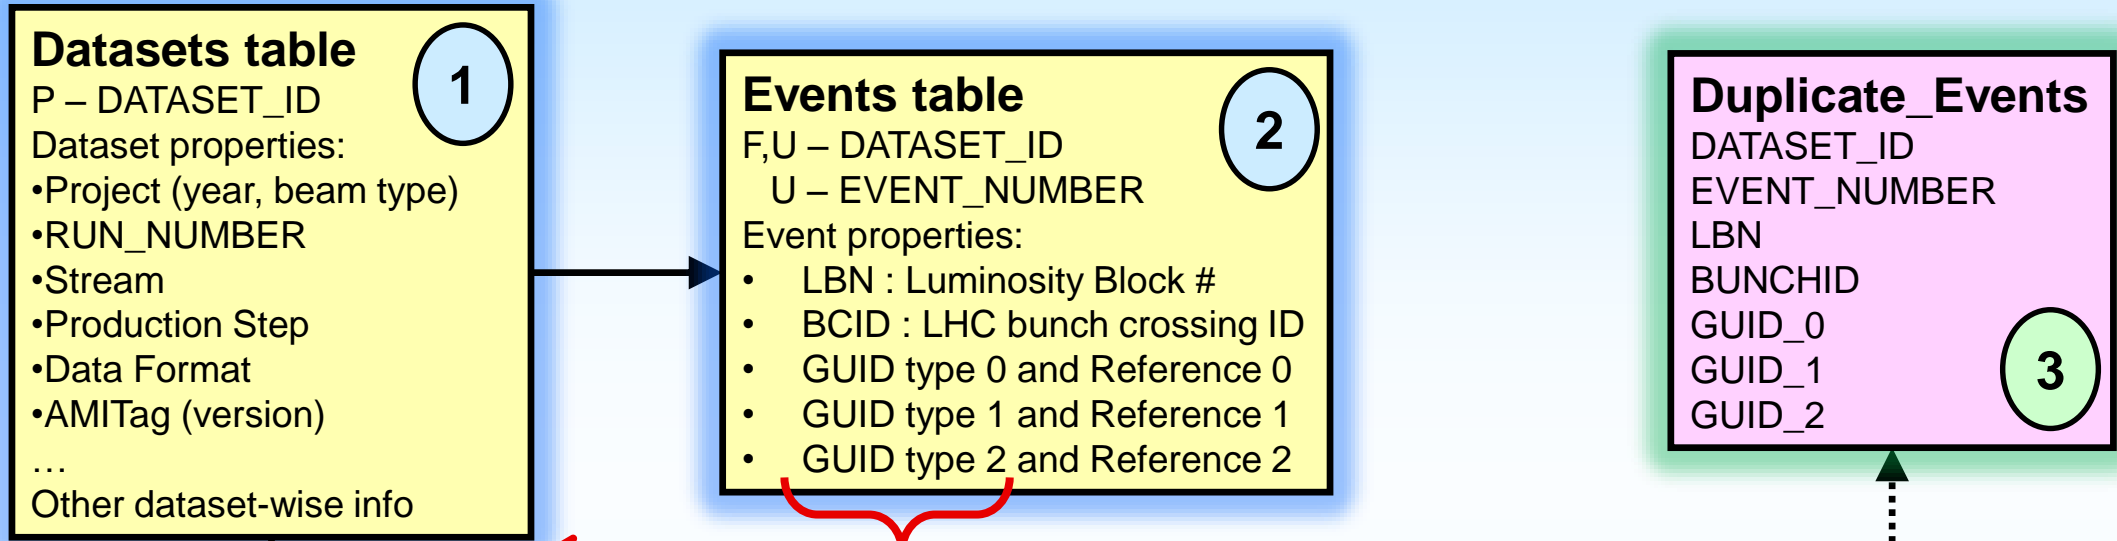 Datasets table
1
P – DATASET_ID
Dataset properties:
•Project (year, beam type)
•RUN_NUMBER
•Stream
•Production Step
•Data Format
•AMITag (version)
…
Other dataset-wise info
Events table
2
F,U – DATASET_ID
U – EVENT_NUMBER
Event properties:
• LBN : Luminosity Block #
• BCID : LHC bunch crossing ID
• GUID type 0 and Reference 0
• GUID type 1 and Reference 1
• GUID type 2 and Reference 2
Duplicate_Events
DATASET_ID
EVENT_NUMBER
LBN
BUNCHID
GUID_0
GUID_1
GUID_2
3